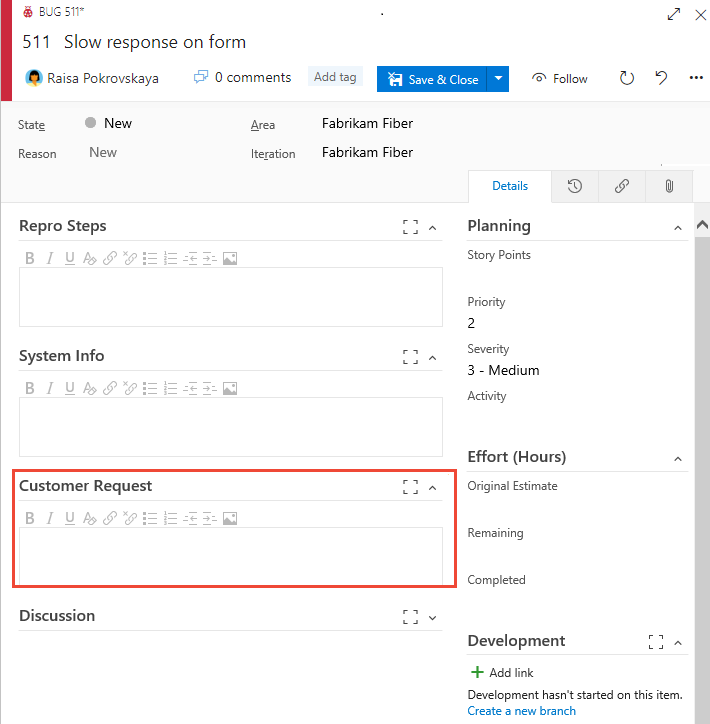 BUG 511*
511 Slow response on form
Raisa Pokrovskaya 0 comments Add tag Save & Close Follow
State New Area Fabrikam Fiber
Reason New Iteration Fabrikam Fiber
Details
Repro Steps
B I U
System Info
B I U
Customer Request
B I U
Discussion
Planning
Story Points
Priority
2
Severity
3 - Medium
Activity
Effort (Hours)
Original Estimate
Remaining
Completed
Development
Add link
Development hasn't started on this item.
Create a new branch